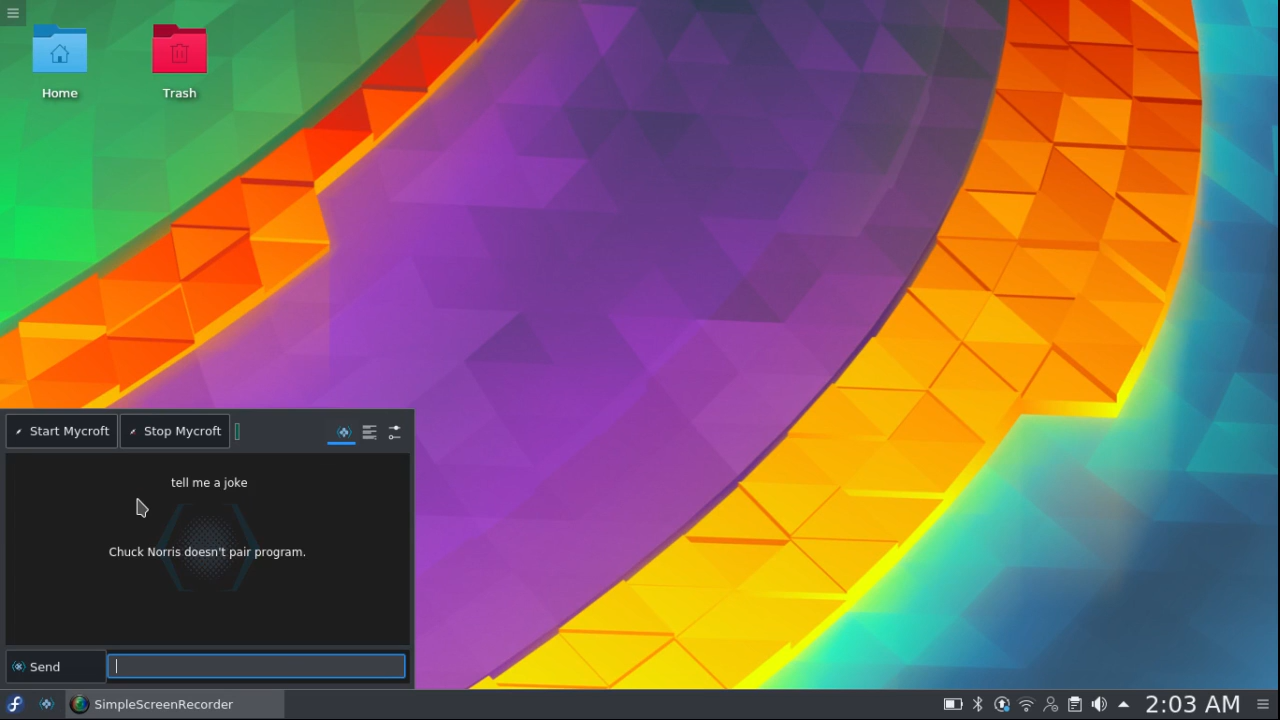 Home
Trash
Start Mycroft
Stop Mycroft
tell me a joke
Chuck Norris doesn't pair program.
Send
SimpleScreenRecorder
2:03 AM